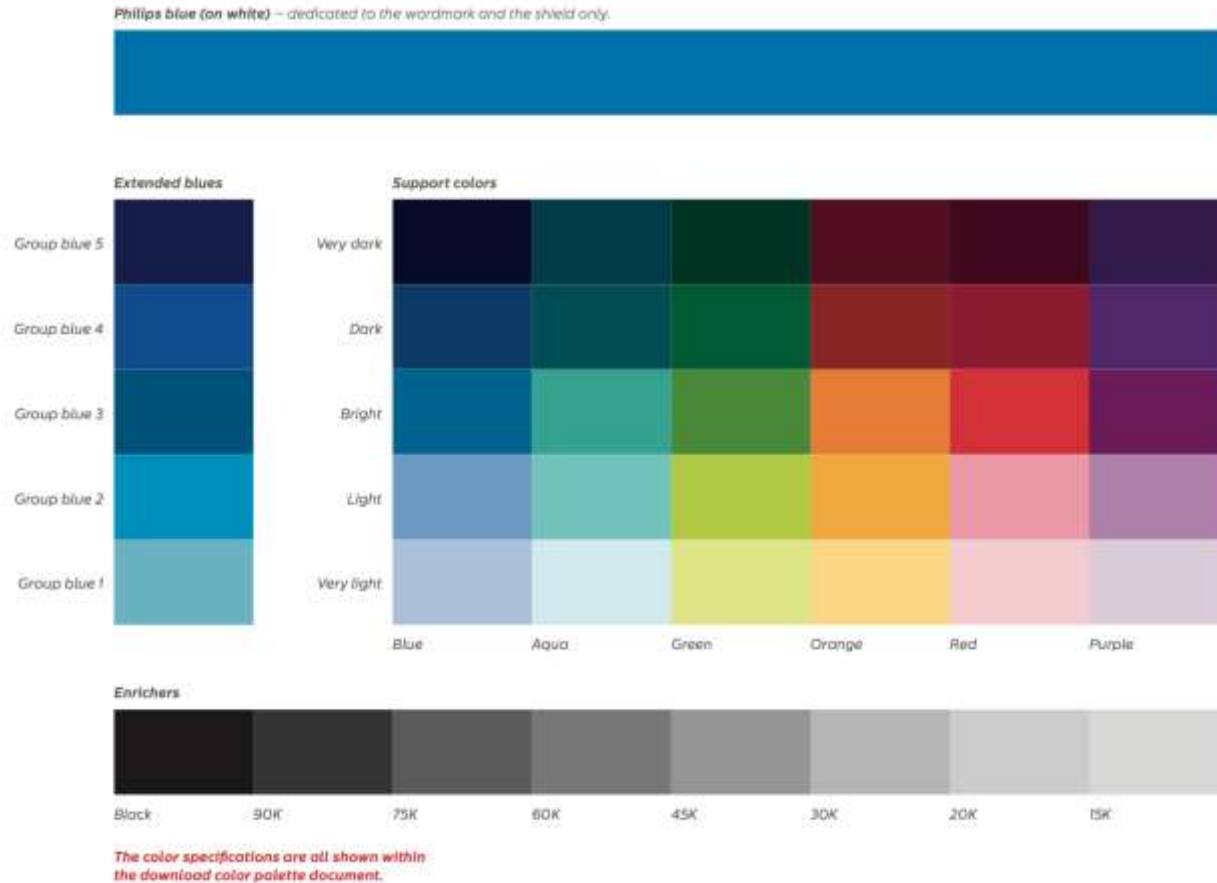 Philips blue (on white) – dedicated to the wordmark and the shield only.
Extended blues
Support colors
Group blue 5
Very dark
Group blue 4
Dark
Group blue 3
Bright
Group blue 2
Light
Group blue 1
Very light
Blue
Aqua
Green
Orange
Red
Purple
Enrichers
Black
90K
75K
60K
45K
30K
20K
15K
The color specifications are all shown within
the download color palette document.